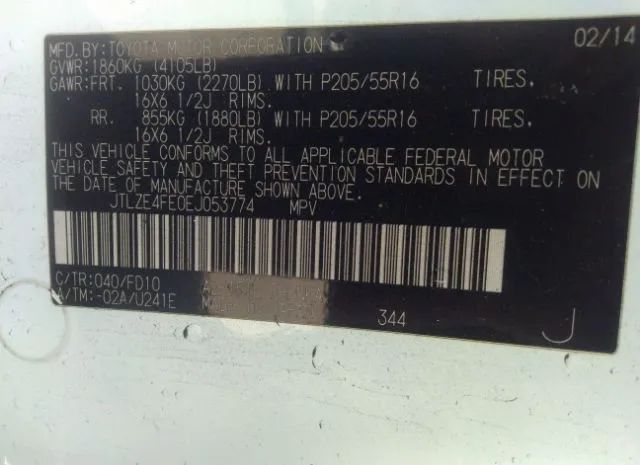 MFD.BY:TOYOTA MOTOR CORPORATION 02/14
GVWR:1860KG (4105LB)
GAWR:FRT. 1030KG (2270LB) WITH P205/55R16 TIRES.
16X6 1/2J RIMS.
RR. 855KG (1880LB) WITH P205/55R16 TIRES.
16X6 1/2J RIMS.
THIS VEHICLE CONFORMS TO ALL APPLICABLE FEDERAL MOTOR
VEHICLE SAFETY AND THEFT PREVENTION STANDARDS IN EFFECT ON
THE DATE OF MANUFACTURE SHOWN ABOVE.
JTLZE4FE0EJ053774 MPV
C/TR:040/FD10
A/TM:-02A/U241E
344
J